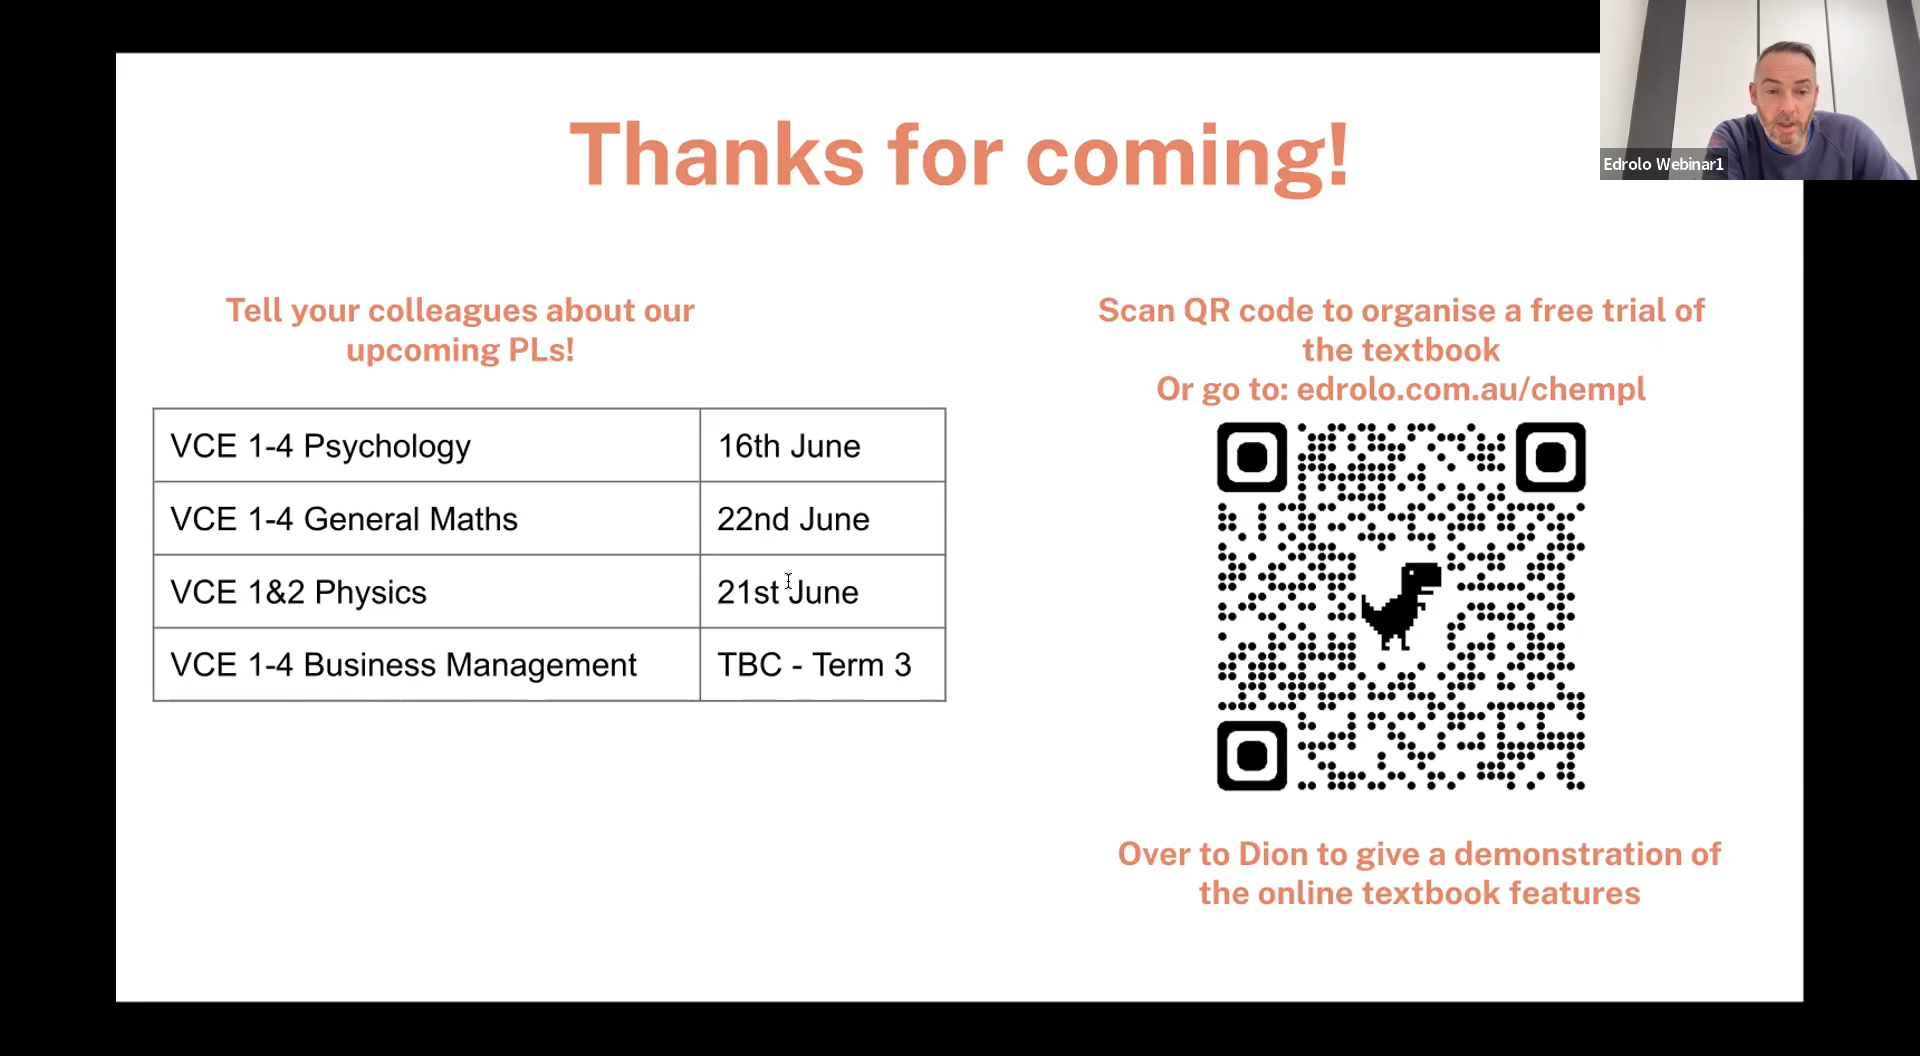 Thanks for coming!
Edrolo Webinar1
Tell your colleagues about our
upcoming PLs!
VCE 1-4 Psychology 16th June
VCE 1-4 General Maths 22nd June
VCE 1&2 Physics 21st June
VCE 1-4 Business Management TBC - Term 3
Scan QR code to organise a free trial of
the textbook
Or go to: edrolo.com.au/chempl
Over to Dion to give a demonstration of
the online textbook features